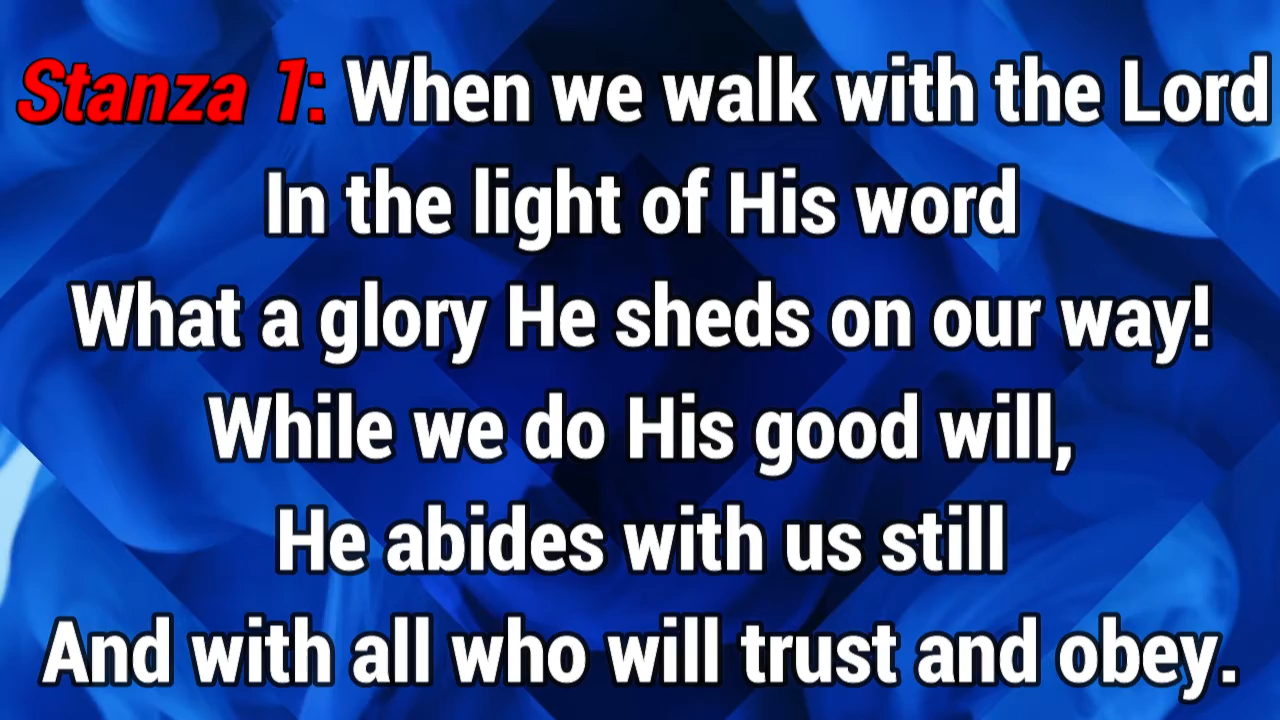 Stanza 1: When we walk with the Lord
In the light of His word
What a glory He sheds on our way!
While we do His good will,
He abides with us still
And with all who will trust and obey.